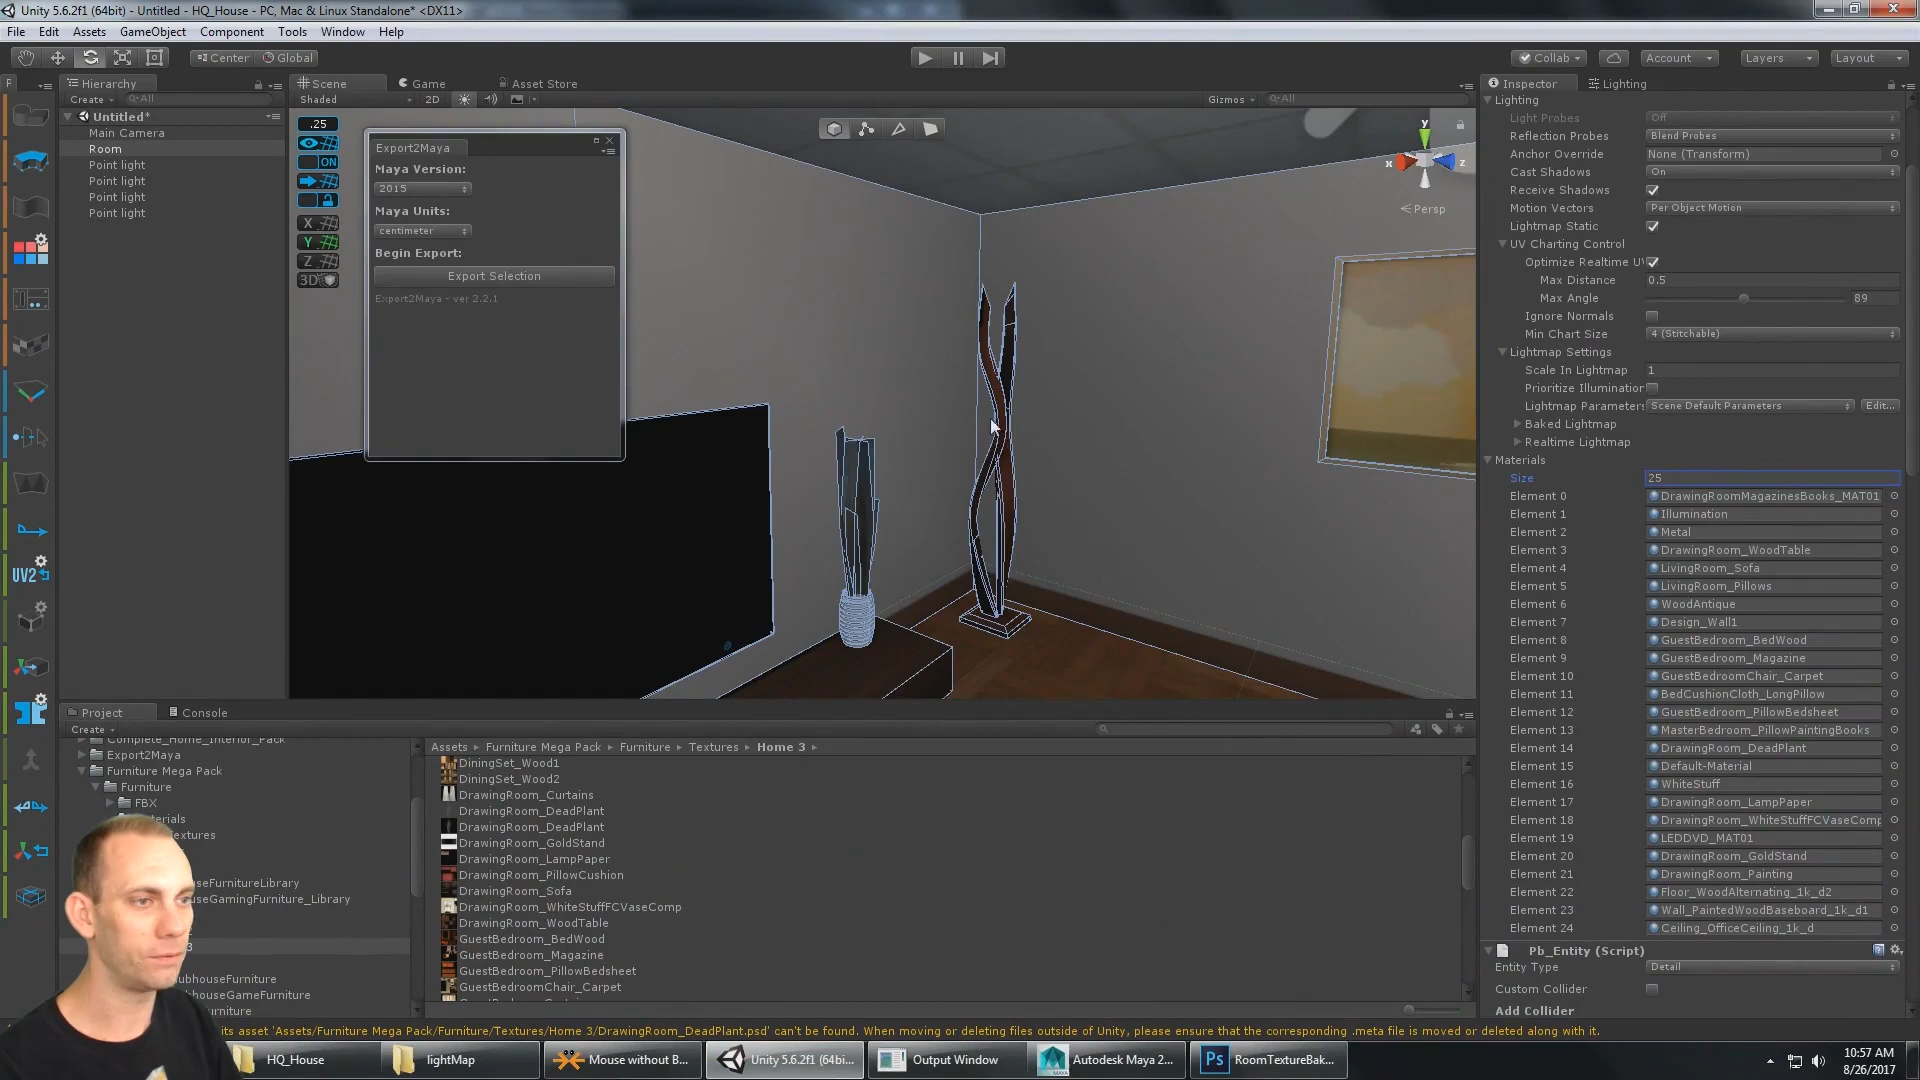 Unity 5.6.2f1 (64bit) - Untitled - HQ_House - PC, Mac & Linux Standalone* <DX11>
File Edit Assets GameObject Component Tools Window Help
Center Global
Collab Account Layers Layout
Hierarchy
Create All
Untitled*
Main Camera
Room
Point light
Point light
Point light
Point light
Scene Game Asset Store
Shaded 2D Gizmos All
.25
ON
X
Y
Z
3D
UV2
Export2Maya
Maya Version:
2015
Maya Units:
centimeter
Begin Export:
Export Selection
Export2Maya - ver 2.2.1
y
x z
Persp
Inspector Lighting
Lighting
Light Probes Off
Reflection Probes Blend Probes
Anchor Override None (Transform)
Cast Shadows On
Receive Shadows
Motion Vectors Per Object Motion
Lightmap Static
UV Charting Control
Optimize Realtime U
Max Distance 0.5
Max Angle 89
Ignore Normals
Min Chart Size 4 (Stitchable)
Lightmap Settings
Scale In Lightmap 1
Prioritize Illumination
Lightmap Parameters Scene Default Parameters Edit...
Baked Lightmap
Realtime Lightmap
Materials
Size 25
Element 0 DrawingRoomMagazinesBooks_MAT01
Element 1 Illumination
Element 2 Metal
Element 3 DrawingRoom_WoodTable
Element 4 LivingRoom_Sofa
Element 5 LivingRoom_Pillows
Element 6 WoodAntique
Element 7 Design_Wall1
Element 8 GuestBedroom_BedWood
Element 9 GuestBedroom_Magazine
Element 10 GuestBedroomChair_Carpet
Element 11 BedCushionCloth_LongPillow
Element 12 GuestBedroom_PillowBedsheet
Element 13 MasterBedroom_PillowPaintingBooks
Element 14 DrawingRoom_DeadPlant
Element 15 Default-Material
Element 16 WhiteStuff
Element 17 DrawingRoom_LampPaper
Element 18 DrawingRoom_WhiteStuffFCVaseComp
Element 19 LEDDVD_MAT01
Element 20 DrawingRoom_GoldStand
Element 21 DrawingRoom_Painting
Element 22 Floor_WoodAlternating_1k_d2
Element 23 Wall_PaintedWoodBaseboard_1k_d1
Element 24 Ceiling_OfficeCeiling_1k_d
Pb_Entity (Script)
Entity Type Detail
Custom Collider
Add Collider
Project Console
Create
Complete_Home_Interior_Pack
Export2Maya
Furniture Mega Pack
Furniture
FBX
terials
extures
useFurnitureLibrary
useGamingFurniture_Library
3
ubhouseFurniture
ubhouseGameFurniture
rniture
Assets Furniture Mega Pack Furniture Textures Home 3
DiningSet_Wood1
DiningSet_Wood2
DrawingRoom_Curtains
DrawingRoom_DeadPlant
DrawingRoom_DeadPlant
DrawingRoom_GoldStand
DrawingRoom_LampPaper
DrawingRoom_PillowCushion
DrawingRoom_Sofa
DrawingRoom_WhiteStuffFCVaseComp
DrawingRoom_WoodTable
GuestBedroom_BedWood
GuestBedroom_Magazine
GuestBedroom_PillowBedsheet
GuestBedroomChair_Carpet
its asset 'Assets/Furniture Mega Pack/Furniture/Textures/Home 3/DrawingRoom_DeadPlant.psd' can't be found. When moving or deleting files outside of Unity, please ensure that the corresponding .meta file is moved or deleted along with it.
HQ_House lightMap Mouse without B... Unity 5.6.2f1 (64bi... Output Window Autodesk Maya 2... Ps RoomTextureBak...
10:57 AM
8/26/2017